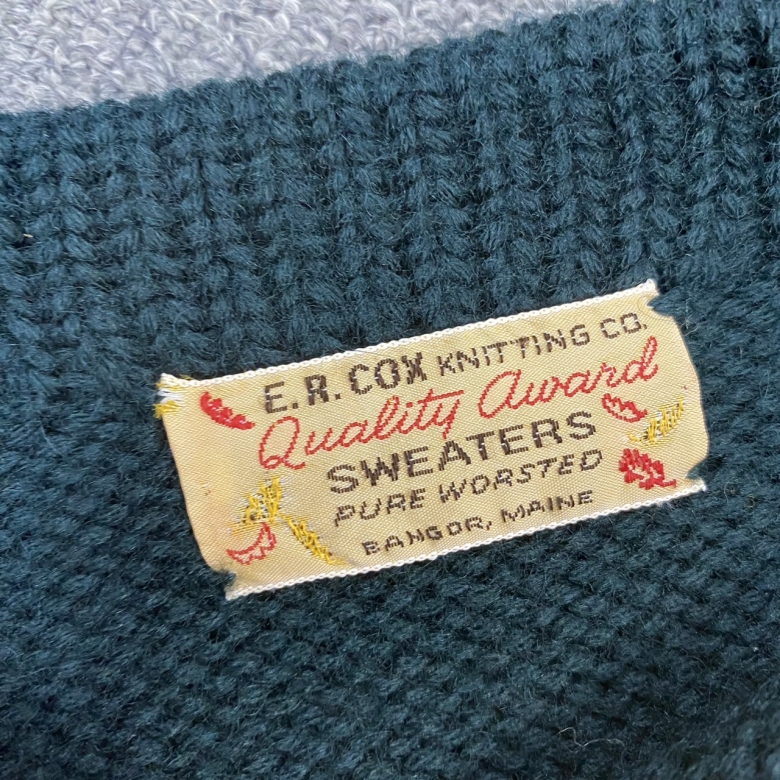 E.R. COX KNITTING CO.
Quality Award
SWEATERS
PURE WORSTED
BANGOR, MAINE